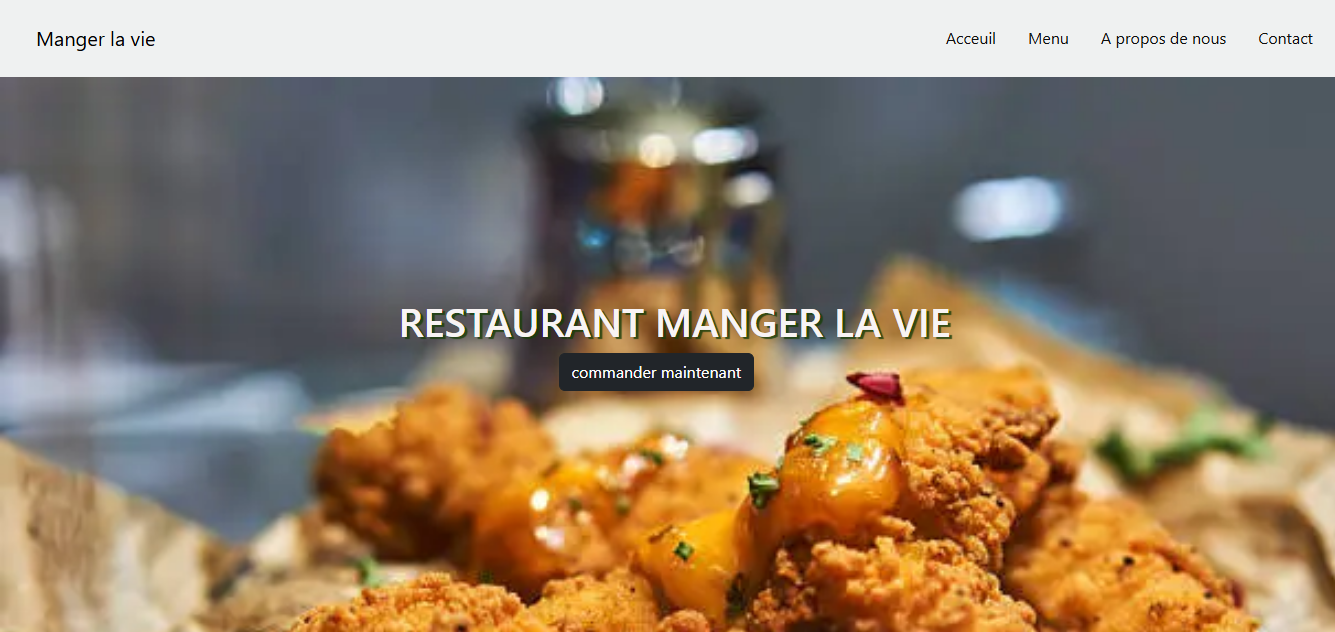 Manger la vie
Acceuil Menu A propos de nous Contact
RESTAURANT MANGER LA VIE
commander maintenant